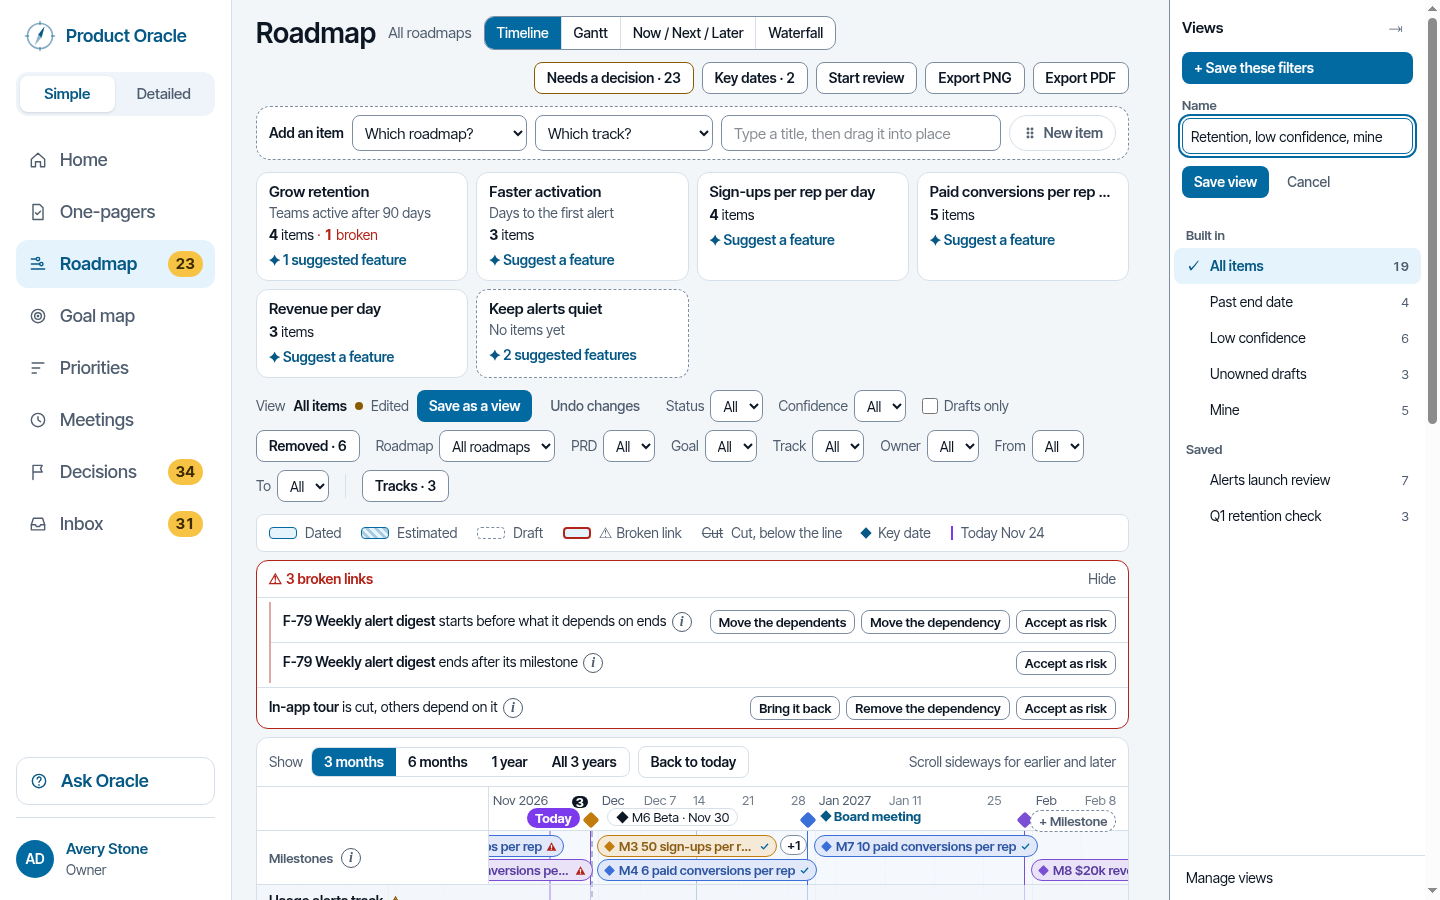 Product Oracle
Simple
Detailed
Home
One-pagers
Roadmap 23
Goal map
Priorities
Meetings
Decisions 34
Inbox 31
Ask Oracle
AD
Avery Stone
Owner
Roadmap All roadmaps Timeline Gantt Now / Next / Later Waterfall
Needs a decision · 23 Key dates · 2 Start review Export PNG Export PDF
Add an item Which roadmap? Which track? Type a title, then drag it into place New item
Grow retention
Teams active after 90 days
4 items · 1 broken
1 suggested feature
Faster activation
Days to the first alert
3 items
Suggest a feature
Sign-ups per rep per day
4 items
Suggest a feature
Paid conversions per rep ...
5 items
Suggest a feature
Revenue per day
3 items
Suggest a feature
Keep alerts quiet
No items yet
2 suggested features
View All items Edited Save as a view Undo changes Status All Confidence All Drafts only
Removed · 6 Roadmap All roadmaps PRD All Goal All Track All Owner All From All
To All Tracks · 3
Dated Estimated Draft ⚠ Broken link Cut Cut, below the line Key date Today Nov 24
⚠ 3 broken links Hide
F-79 Weekly alert digest starts before what it depends on ends i Move the dependents Move the dependency Accept as risk
F-79 Weekly alert digest ends after its milestone i Accept as risk
In-app tour is cut, others depend on it i Bring it back Remove the dependency Accept as risk
Show 3 months 6 months 1 year All 3 years Back to today Scroll sideways for earlier and later
Nov 2026 3 Dec Dec 7 14 21 28 Jan 2027 Jan 11 25 Feb Feb 8
Today M6 Beta · Nov 30 Board meeting + Milestone
Milestones i
per rep M3 50 sign-ups per r... +1 M7 10 paid conversions per rep
pe... M4 6 paid conversions per rep M8 $20k
Views
+ Save these filters
Name
Retention, low confidence, mine
Save view Cancel
Built in
✓ All items 19
Past end date 4
Low confidence 6
Unowned drafts 3
Mine 5
Saved
Alerts launch review 7
Q1 retention check 3
Manage views